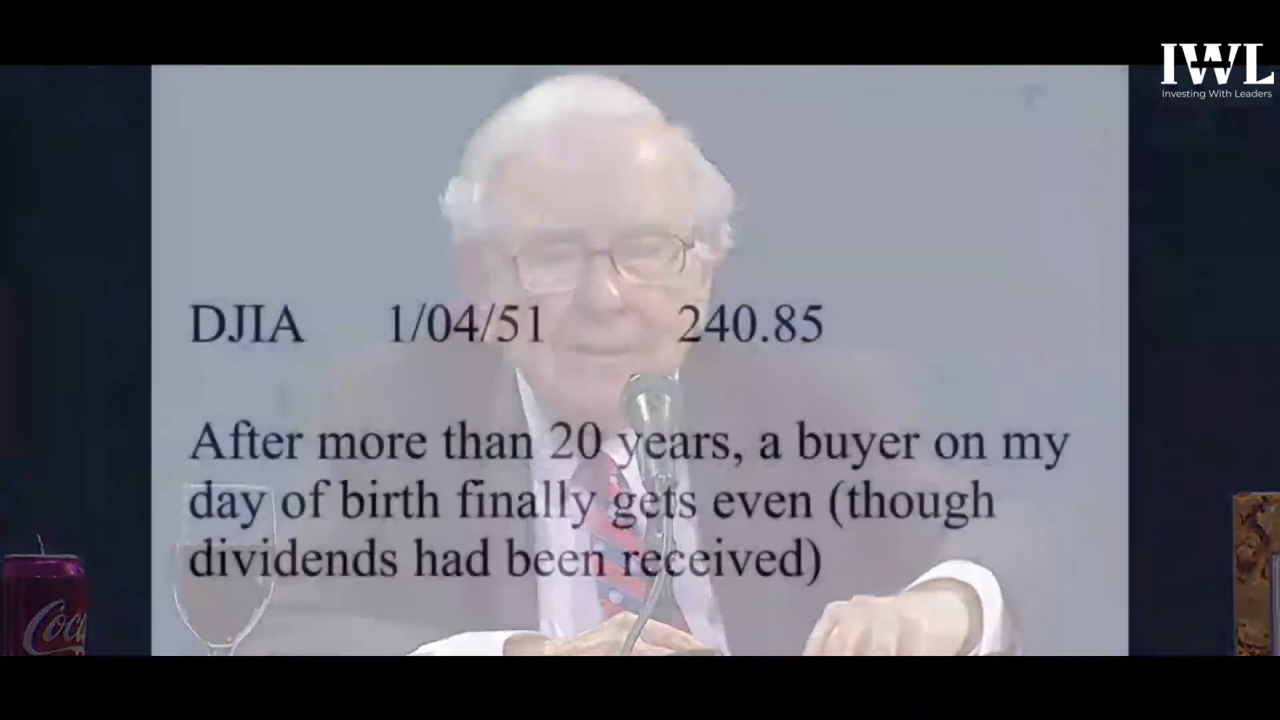 IWL
Investing With Leaders
DJIA 1/04/51 240.85
After more than 20 years, a buyer on my
day of birth finally gets even (though
dividends had been received)
Coca